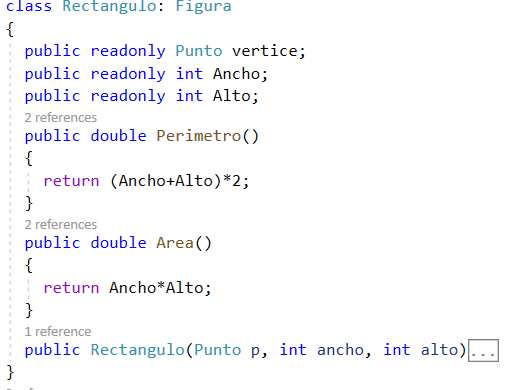 class Rectangulo: Figura
{
public readonly Punto vertice;
public readonly int Ancho;
public readonly int Alto;
2 references
public double Perimetro()
{
return (Ancho+Alto)*2;
}
2 references
public double Area()
{
return Ancho*Alto;
}
1 reference
public Rectangulo(Punto p, int ancho, int alto)...
}